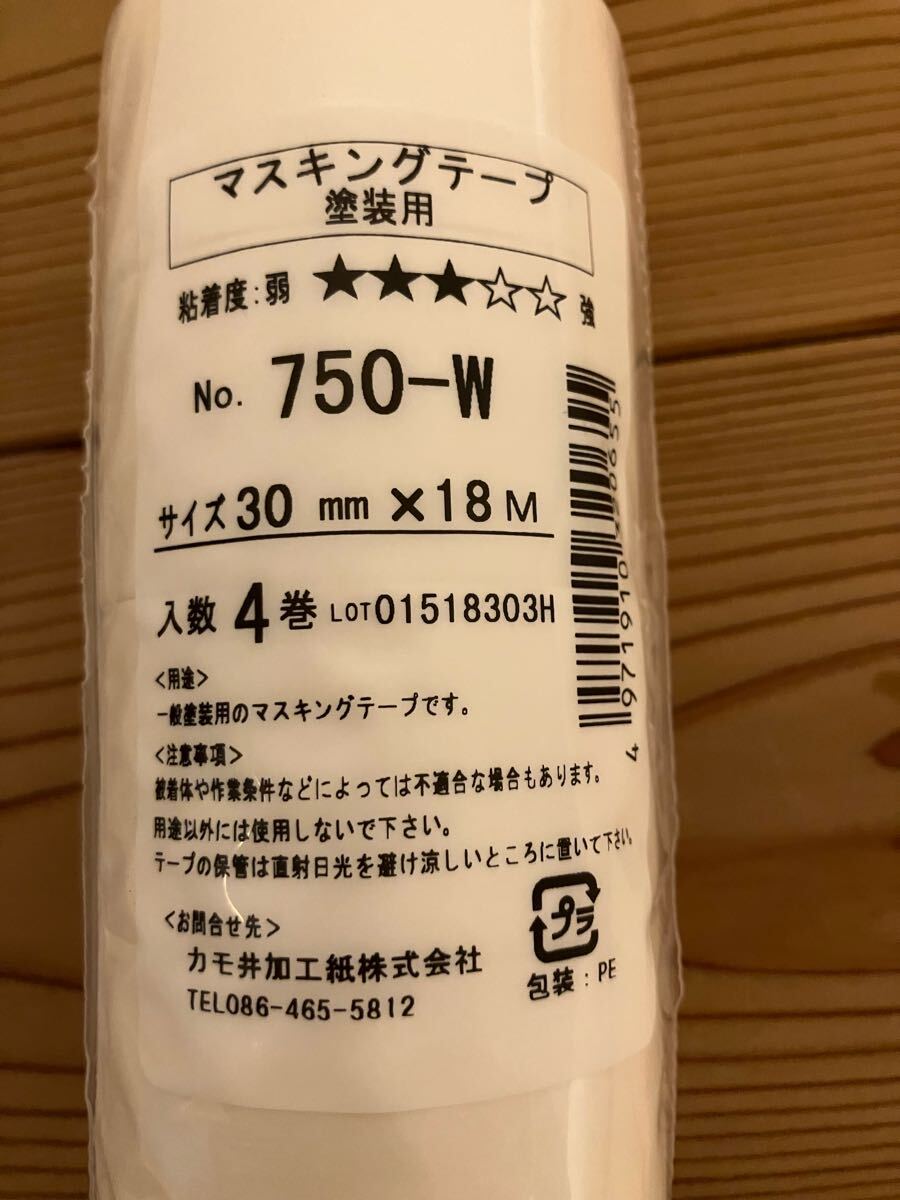 マスキングテープ
塗装用
粘着度:弱 ★★★☆☆ 強
No. 750-W
サイズ 30 mm ×18M
入数 4巻 LOT01518303H
<用途>
一般塗装用のマスキングテープです。
<注意事項>
被着体や作業条件などによっては不適合な場合もあります。
用途以外には使用しないで下さい。
テープの保管は直射日光を避け涼しいところに置いて下さい。
<お問合せ先>
カモ井加工紙株式会社
TEL086-465-5812
プラ
包装:PE